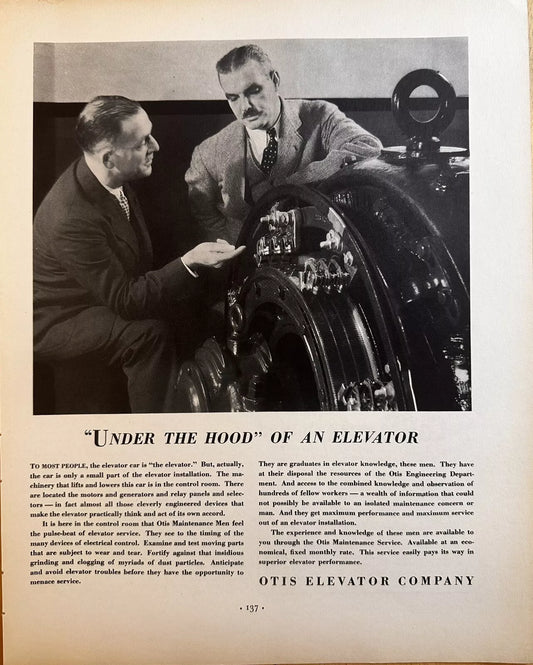 "UNDER THE HOOD" OF AN ELEVATOR
TO MOST PEOPLE, the elevator car is "the elevator." But, actually,
the car is only a small part of the elevator installation. The ma-
chinery that lifts and lowers this car is in the control room. There
are located the motors and generators and relay panels and selec-
tors — in fact almost all those cleverly engineered devices that
make the elevator practically think and act of its own accord.
It is here in the control room that Otis Maintenance Men feel
the pulse-beat of elevator service. They see to the timing of the
many devices of electrical control. Examine and test moving parts
that are subject to wear and tear. Fortify against that insidious
grinding and clogging of myriads of dust particles. Anticipate
and avoid elevator troubles before they have the opportunity to
menace service.
They are graduates in elevator knowledge, these men. They have
at their disposal the resources of the Otis Engineering Depart-
ment. And access to the combined knowledge and observation of
hundreds of fellow workers — a wealth of information that could
not possibly be available to an isolated maintenance concern or
man. And they get maximum performance and maximum service
out of an elevator installation.
The experience and knowledge of these men are available to
you through the Otis Maintenance Service. Available at an eco-
nomical, fixed monthly rate. This service easily pays its way in
superior elevator performance.
OTIS ELEVATOR COMPANY
· 137 ·